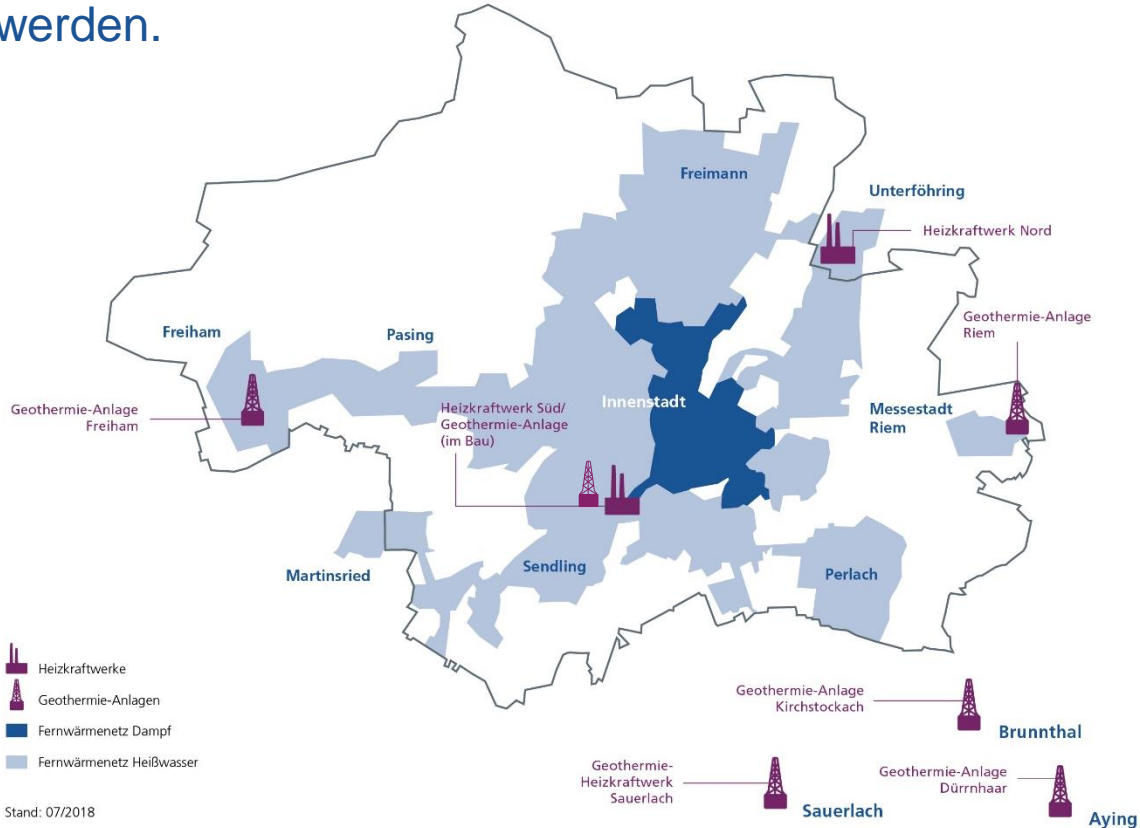 werden.
Freimann
Unterföhring
Heizkraftwerk Nord
Geothermie-Anlage
Riem
Freiham
Pasing
Geothermie-Anlage
Freiham
Heizkraftwerk Süd/
Geothermie-Anlage
(im Bau)
Innenstadt
Messestadt
Riem
Martinsried
Sendling
Perlach
Heizkraftwerke
Geothermie-Anlagen
Fernwärmenetz Dampf
Fernwärmenetz Heißwasser
Stand: 07/2018
Geothermie-Anlage
Kirchstockach
Brunnthal
Geothermie-
Heizkraftwerk
Sauerlach
Sauerlach
Geothermie-Anlage
Dürrnhaar
Aying